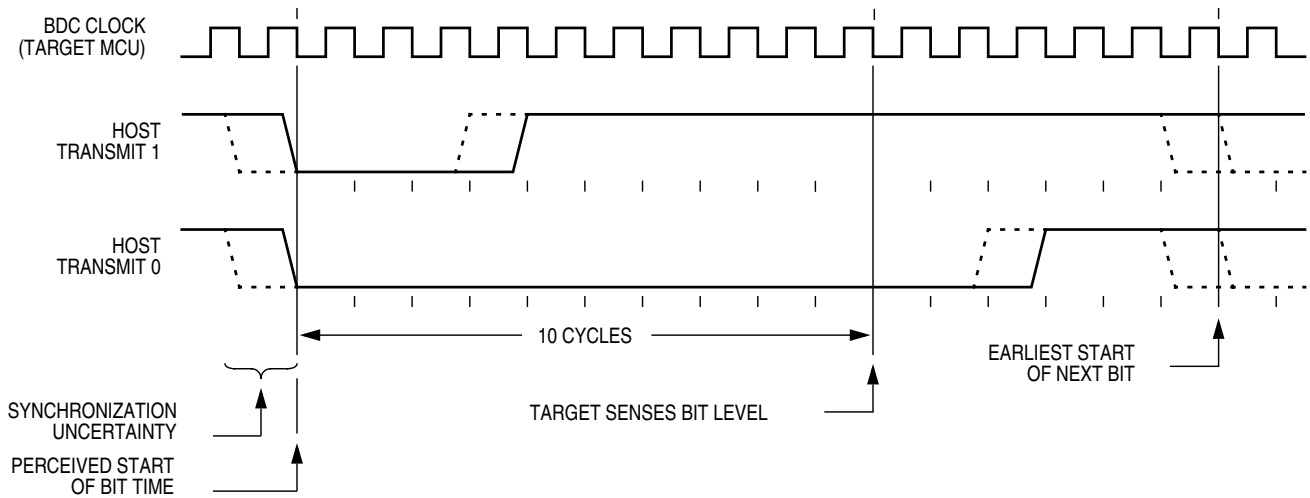 BDC CLOCK
(TARGET MCU)
HOST
TRANSMIT 1
HOST
TRANSMIT 0
10 CYCLES
EARLIEST START
OF NEXT BIT
TARGET SENSES BIT LEVEL
SYNCHRONIZATION
UNCERTAINTY
PERCEIVED START
OF BIT TIME